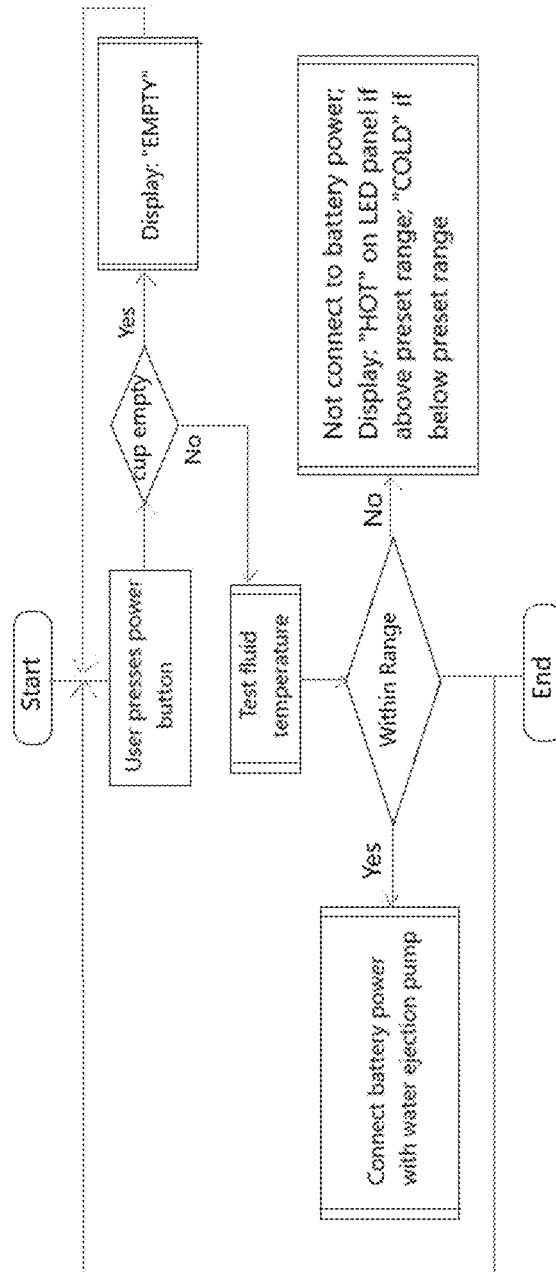 Start
User presses power
button
cup empty
Yes
Display: "EMPTY"
No
Test fluid
temperature
Within Range
Yes
Connect battery power
with water ejection pump
No
Not connect to battery power;
Display: "HOT" on LED panel if
above preset range; "COLD" if
below preset range
End